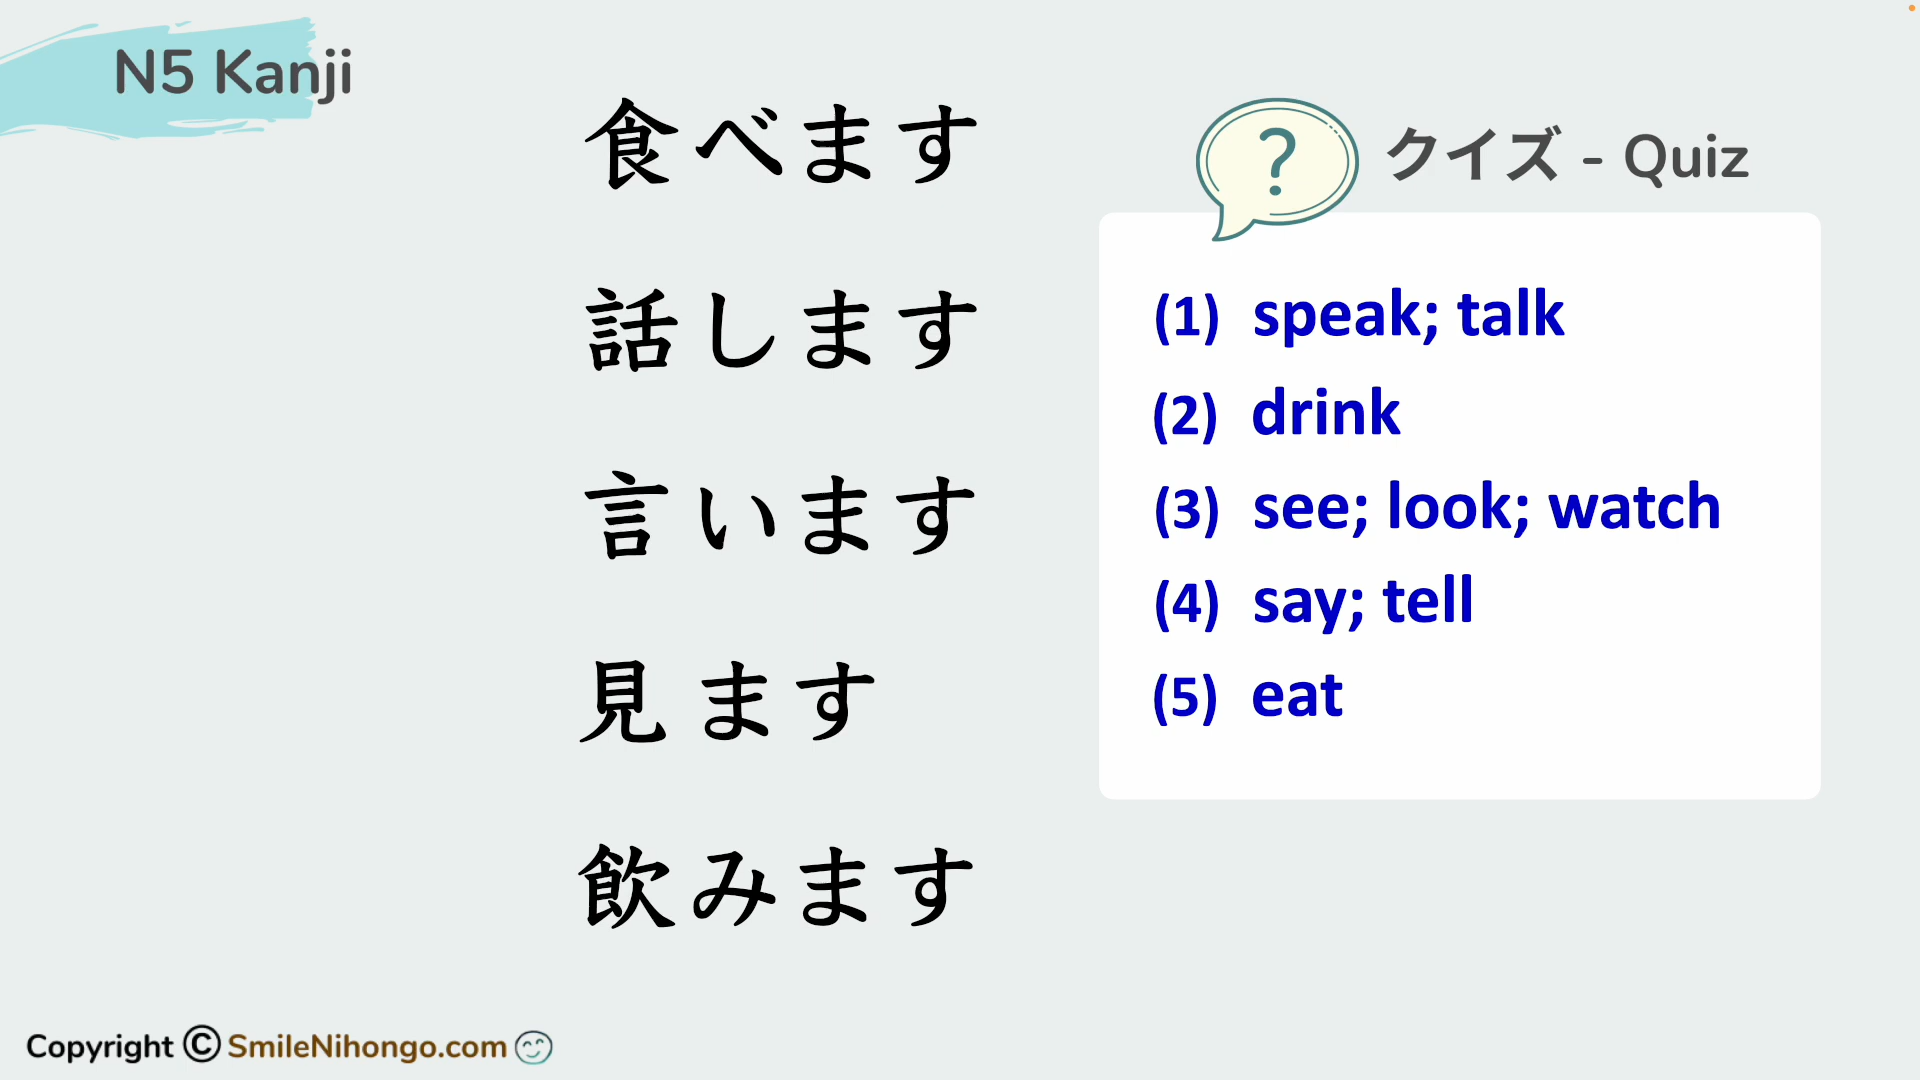 N5 Kanji
食べます
話します
言います
見ます
飲みます
?
クイズ - Quiz
(1) speak; talk
(2) drink
(3) see; look; watch
(4) say; tell
(5) eat
Copyright © SmileNihongo.com